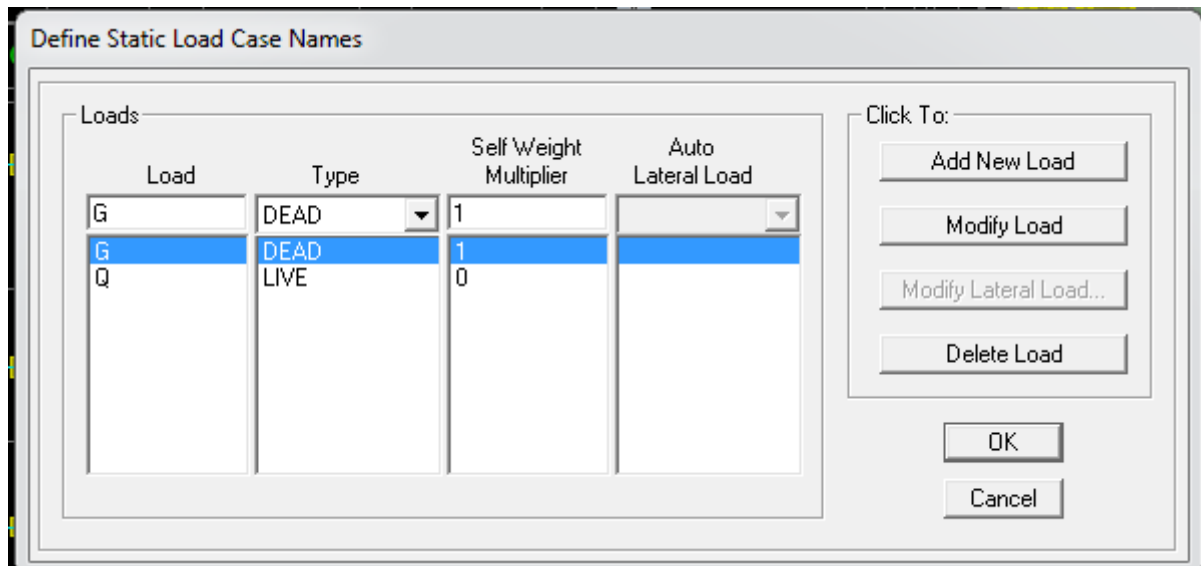 Define Static Load Case Names
Loads
Click To:
Load Type Self Weight Multiplier Auto Lateral Load
G DEAD 1
G DEAD 1
Q LIVE 0
Add New Load
Modify Load
Modify Lateral Load...
Delete Load
OK
Cancel